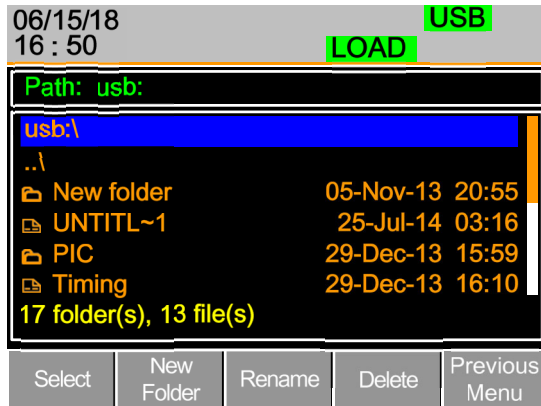 06/15/18 USB
16 : 50 LOAD
Path: usb:
usb:\
..\
New folder 05-Nov-13 20:55
UNTITL~1 25-Jul-14 03:16
PIC 29-Dec-13 15:59
Timing 29-Dec-13 16:10
17 folder(s), 13 file(s)
Select New Folder Rename Delete Previous Menu